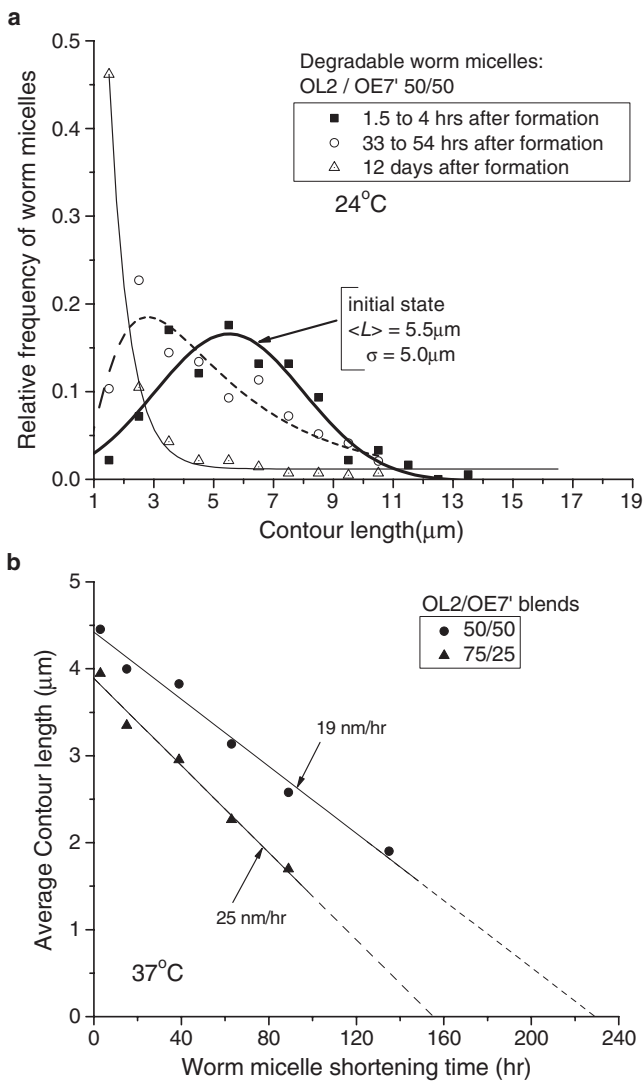 a
0.5
0.4
0.3
0.2
0.1
0.0
Relative frequency of worm micelles
Degradable worm micelles:
OL2 / OE7' 50/50
1.5 to 4 hrs after formation
33 to 54 hrs after formation
12 days after formation
24°C
initial state
<L> = 5.5μm
σ = 5.0μm
1 3 5 7 9 11 13 15 17 19
Contour length(μm)
b
5
4
3
2
1
0
Average Contour length (μm)
OL2/OE7' blends
50/50
75/25
19 nm/hr
25 nm/hr
37°C
0 40 80 120 160 200 240
Worm micelle shortening time (hr)